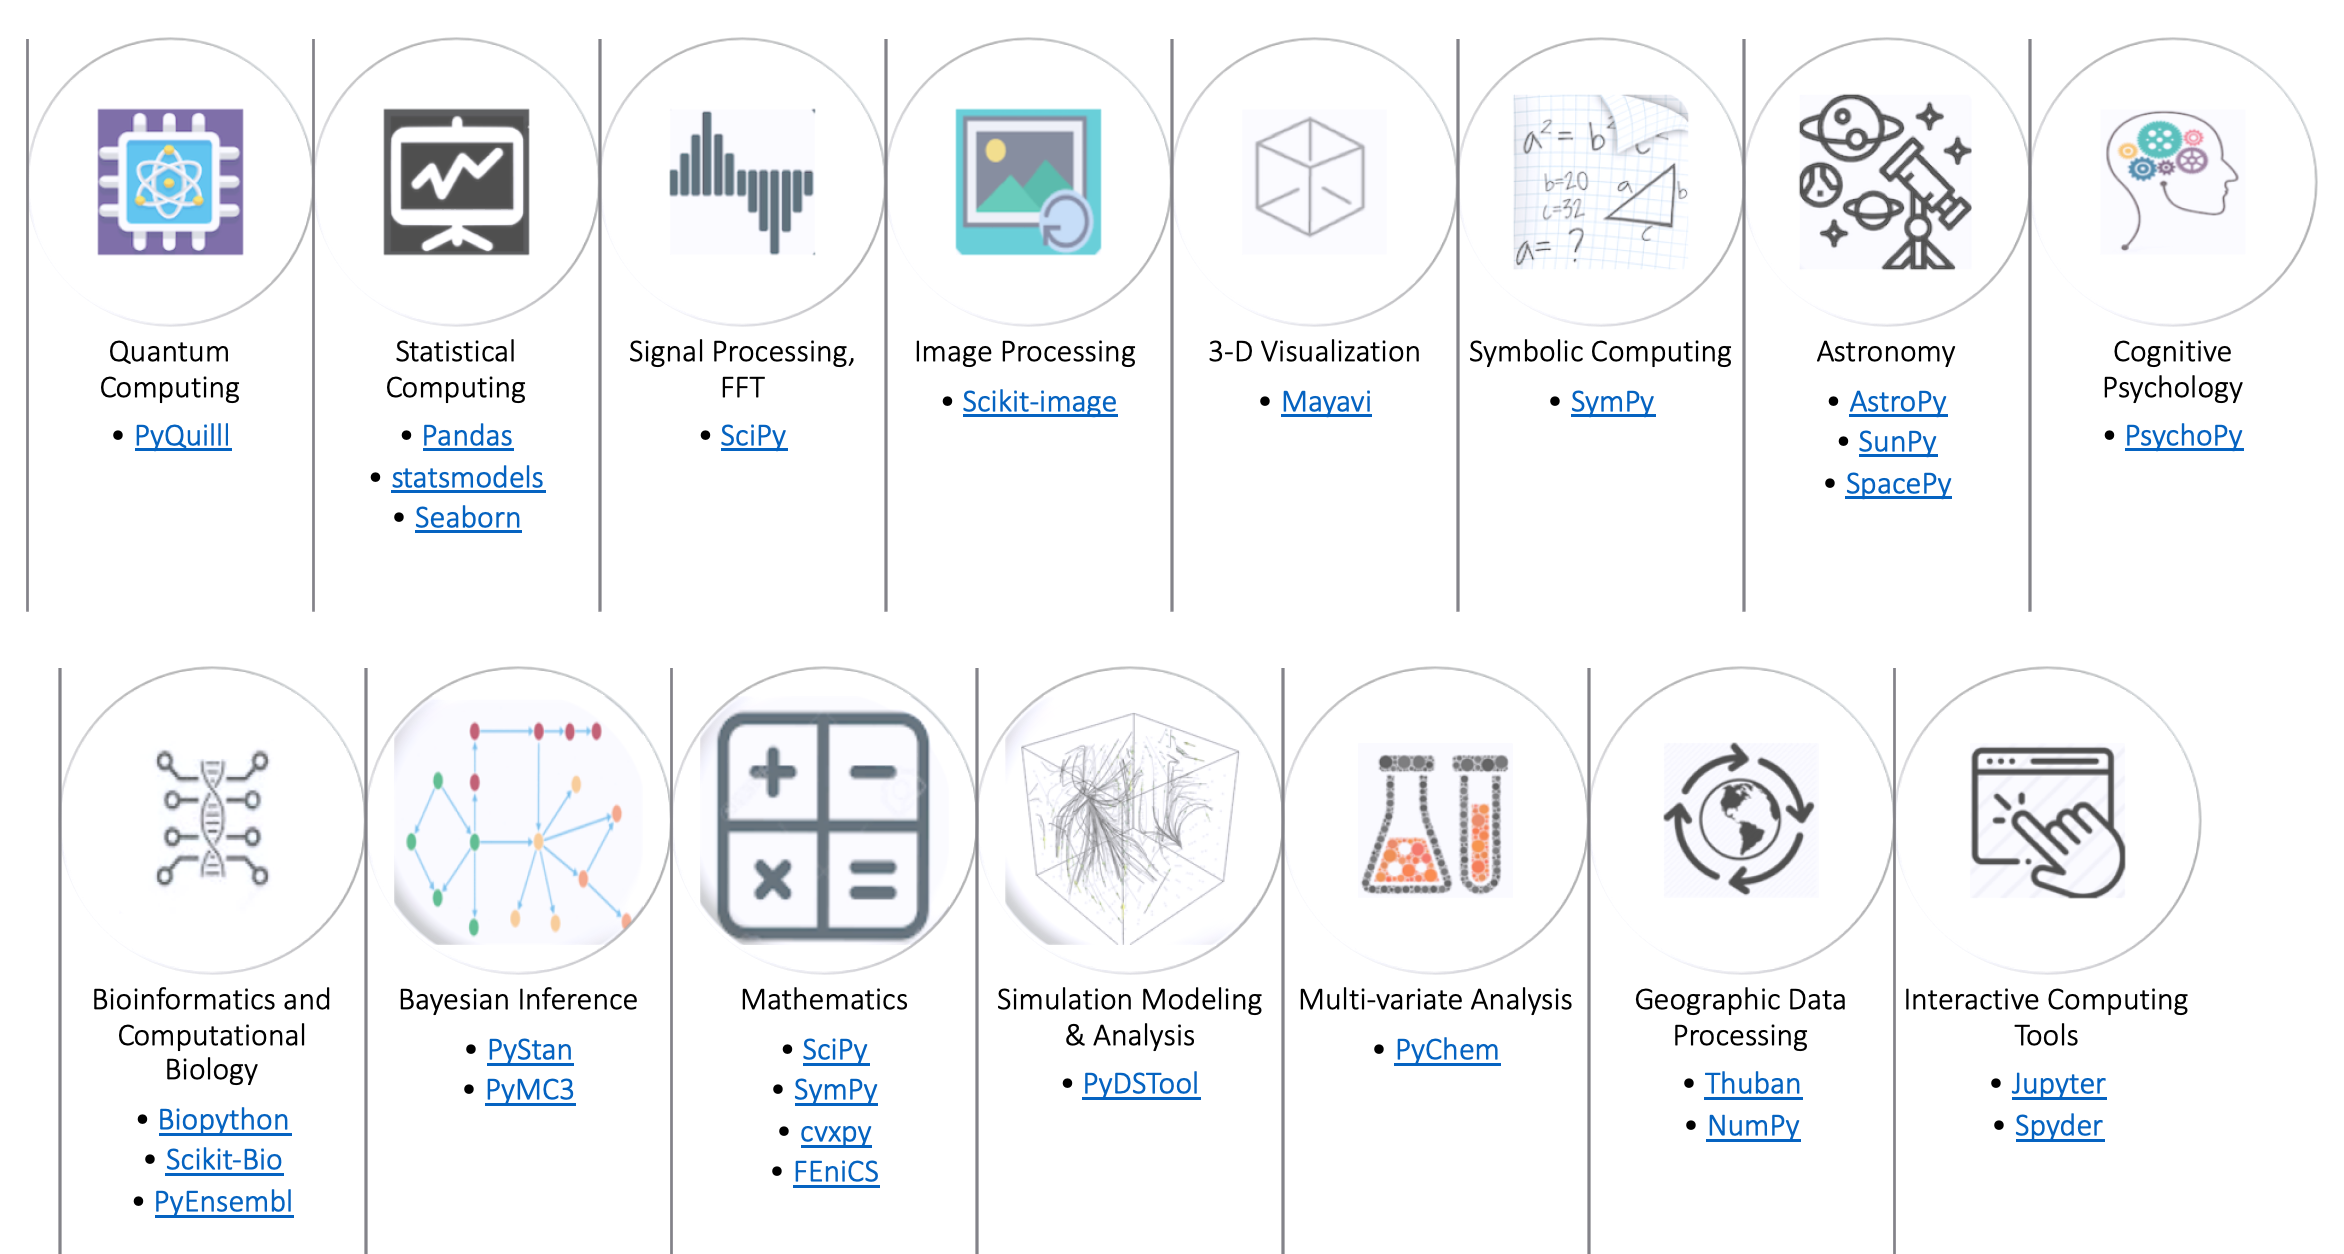 a² = b² c
b=20
c=32
a= ?
a
b
c
Quantum
Computing
• PyQuilll
Statistical
Computing
• Pandas
• statsmodels
• Seaborn
Signal Processing,
FFT
• SciPy
Image Processing
• Scikit-image
3-D Visualization
• Mayavi
Symbolic Computing
• SymPy
Astronomy
• AstroPy
• SunPy
• SpacePy
Cognitive
Psychology
• PsychoPy
Bioinformatics and
Computational
Biology
• Biopython
• Scikit-Bio
• PyEnsembl
Bayesian Inference
• PyStan
• PyMC3
Mathematics
• SciPy
• SymPy
• cvxpy
• FEniCS
Simulation Modeling
& Analysis
• PyDSTool
Multi-variate Analysis
• PyChem
Geographic Data
Processing
• Thuban
• NumPy
Interactive Computing
Tools
• Jupyter
• Spyder